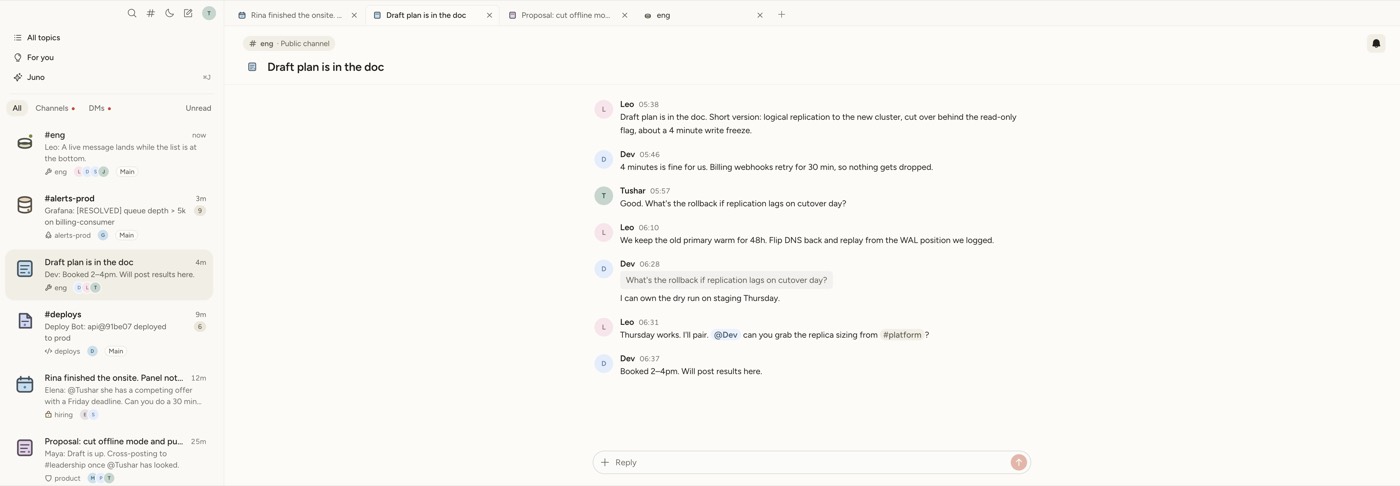 T
All topics
For you
Juno ⌘J
All Channels DMs Unread
#eng now
Leo: A live message lands while the list is at
the bottom.
eng L D S J Main
#alerts-prod 3m
Grafana: [RESOLVED] queue depth > 5k 9
on billing-consumer
alerts-prod G Main
Draft plan is in the doc 4m
Dev: Booked 2–4pm. Will post results here.
eng D L T
#deploys 9m
Deploy Bot: api@91be07 deployed 6
to prod
deploys D Main
Rina finished the onsite. Panel not... 12m
Elena: @Tushar she has a competing offer
with a Friday deadline. Can you do a 30 min...
hiring E S
Proposal: cut offline mode and pu... 25m
Maya: Draft is up. Cross-posting to
#leadership once @Tushar has looked.
product M P T
Rina finished the onsite. ... Draft plan is in the doc Proposal: cut offline mo... eng
# eng · Public channel
Draft plan is in the doc
L Leo 05:38
Draft plan is in the doc. Short version: logical replication to the new cluster, cut over behind the read-only
flag, about a 4 minute write freeze.
D Dev 05:46
4 minutes is fine for us. Billing webhooks retry for 30 min, so nothing gets dropped.
T Tushar 05:57
Good. What's the rollback if replication lags on cutover day?
L Leo 06:10
We keep the old primary warm for 48h. Flip DNS back and replay from the WAL position we logged.
D Dev 06:28
What's the rollback if replication lags on cutover day?
I can own the dry run on staging Thursday.
L Leo 06:31
Thursday works. I'll pair. @Dev can you grab the replica sizing from #platform ?
D Dev 06:37
Booked 2–4pm. Will post results here.
Reply